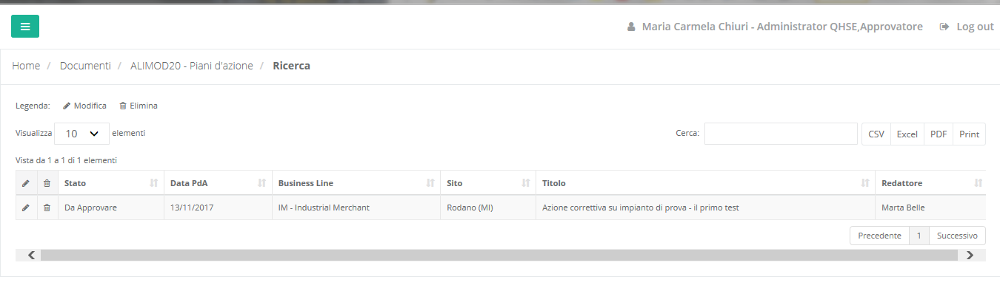 Maria Carmela Chiuri - Administrator QHSE,Approvatore Log out
Home / Documenti / ALIMOD20 - Piani d'azione / Ricerca
Legenda: Modifica Elimina
Visualizza 10 elementi Cerca: CSV Excel PDF Print
Vista da 1 a 1 di 1 elementi
Stato Data PdA Business Line Sito Titolo Redattore
Da Approvare 13/11/2017 IM - Industrial Merchant Rodano (MI) Azione correttiva su impianto di prova - il primo test Marta Belle
Precedente 1 Successivo